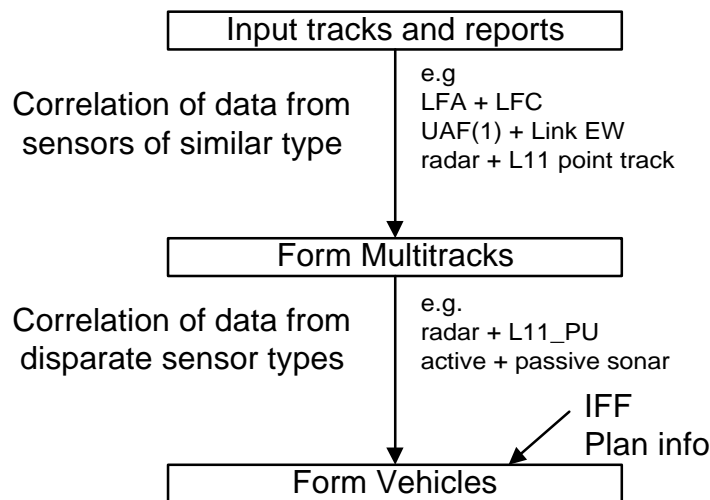 Input tracks and reports
Correlation of data from
sensors of similar type
e.g
LFA + LFC
UAF(1) + Link EW
radar + L11 point track
Form Multitracks
Correlation of data from
disparate sensor types
e.g.
radar + L11_PU
active + passive sonar
IFF
Plan info
Form Vehicles